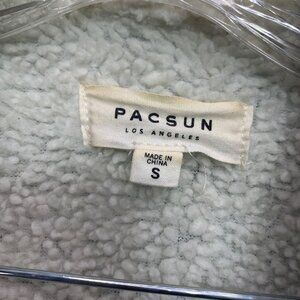 PACSUN
LOS ANGELES
MADE IN
CHINA
S